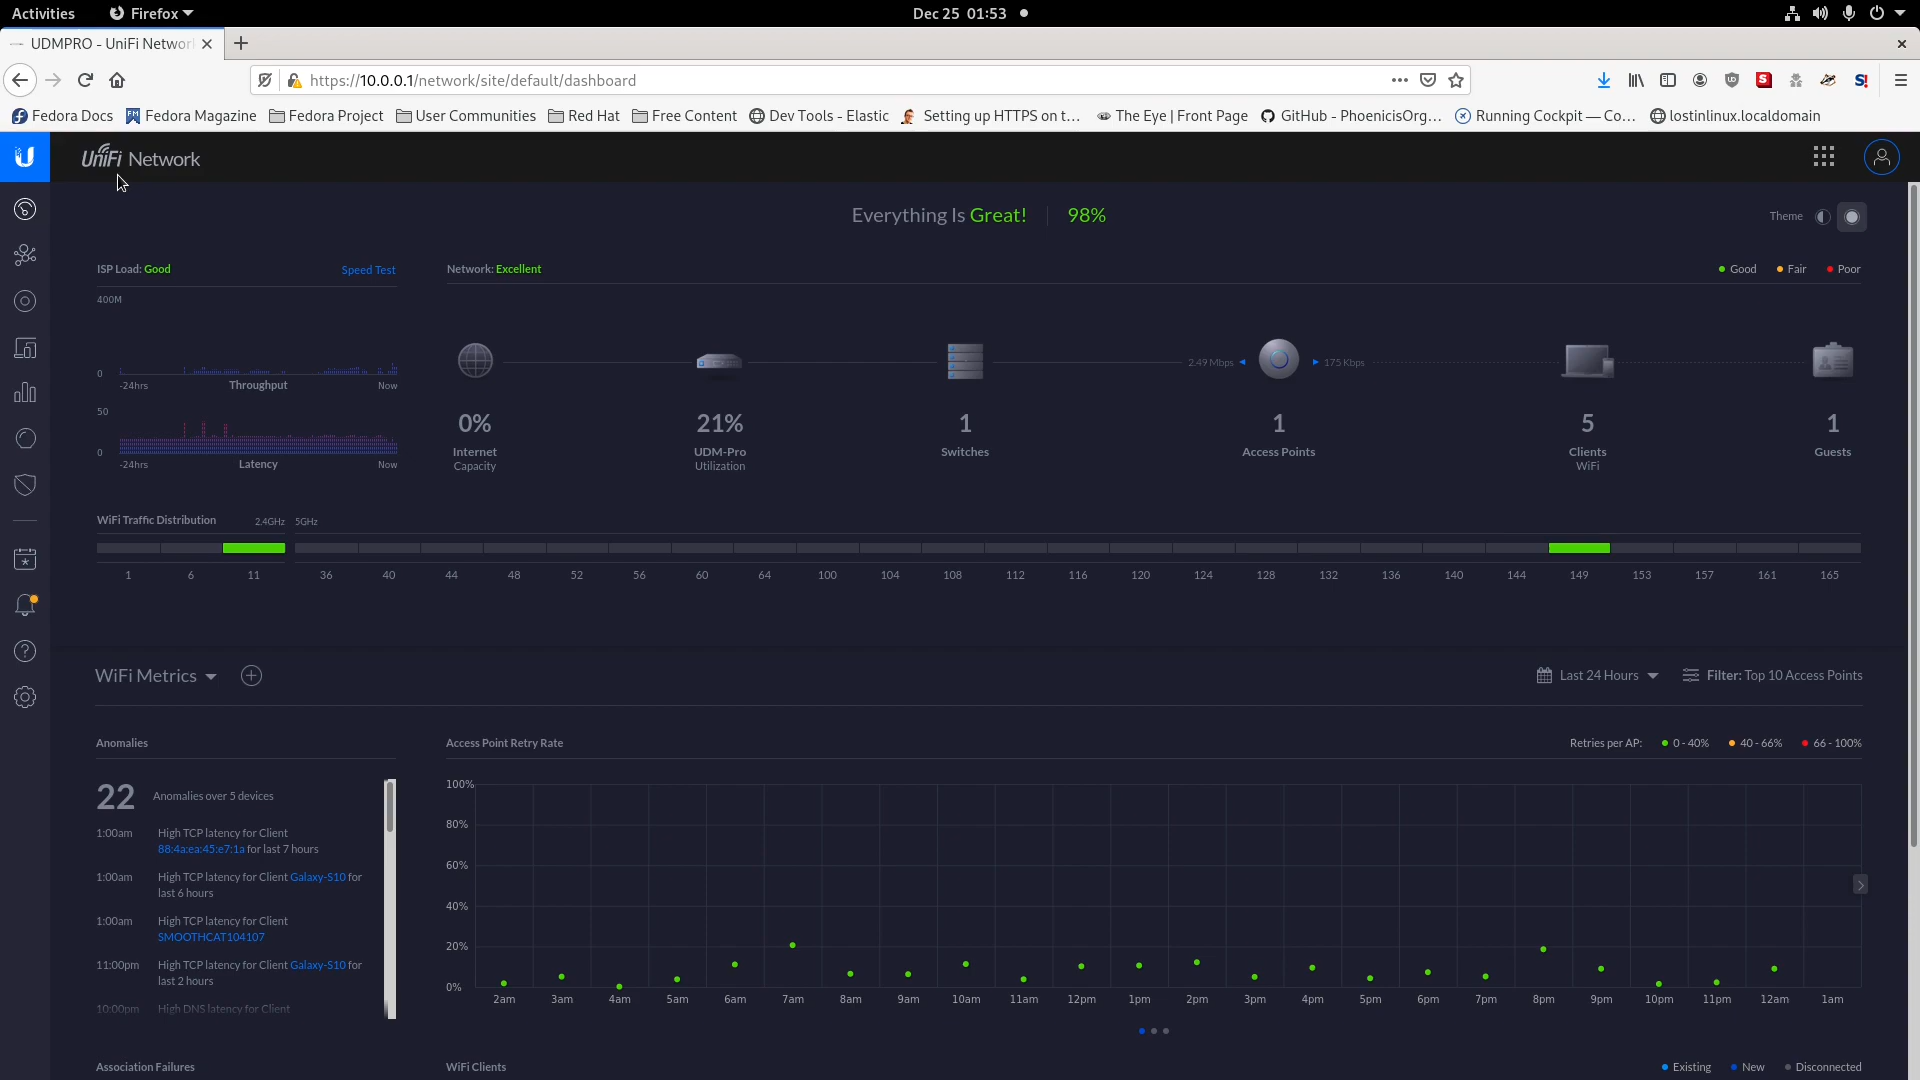 Activities
Firefox
Dec 25 01:53
UDMPRO - UniFi Networ
https://10.0.0.1/network/site/default/dashboard
Fedora Docs
Fedora Magazine
Fedora Project
User Communities
Red Hat
Free Content
Dev Tools - Elastic
Setting up HTTPS on t...
The Eye | Front Page
GitHub - PhoenicisOrg...
Running Cockpit — Co...
lostinlinux.localdomain
UniFi Network
Everything Is Great! 98%
Theme
ISP Load: Good
Speed Test
400M
0
-24hrs
Throughput
Now
50
0
-24hrs
Latency
Now
Network: Excellent
Good
Fair
Poor
2.49 Mbps
175 Kbps
0%
Internet
Capacity
21%
UDM-Pro
Utilization
1
Switches
1
Access Points
5
Clients
WiFi
1
Guests
WiFi Traffic Distribution
2.4GHz
5GHz
1 6 11 36 40 44 48 52 56 60 64 100 104 108 112 116 120 124 128 132 136 140 144 149 153 157 161 165
WiFi Metrics
Last 24 Hours
Filter: Top 10 Access Points
Anomalies
22
Anomalies over 5 devices
1:00am
High TCP latency for Client
88:4a:ea:45:e7:1a for last 7 hours
1:00am
High TCP latency for Client Galaxy-S10 for
last 6 hours
1:00am
High TCP latency for Client
SMOOTHCAT104107
11:00pm
High TCP latency for Client Galaxy-S10 for
last 2 hours
10:00pm
High DNS latency for Client
Access Point Retry Rate
Retries per AP:
0 - 40%
40 - 66%
66 - 100%
100%
80%
60%
40%
20%
0%
2am 3am 4am 5am 6am 7am 8am 9am 10am 11am 12pm 1pm 2pm 3pm 4pm 5pm 6pm 7pm 8pm 9pm 10pm 11pm 12am 1am
Association Failures
WiFi Clients
Existing
New
Disconnected